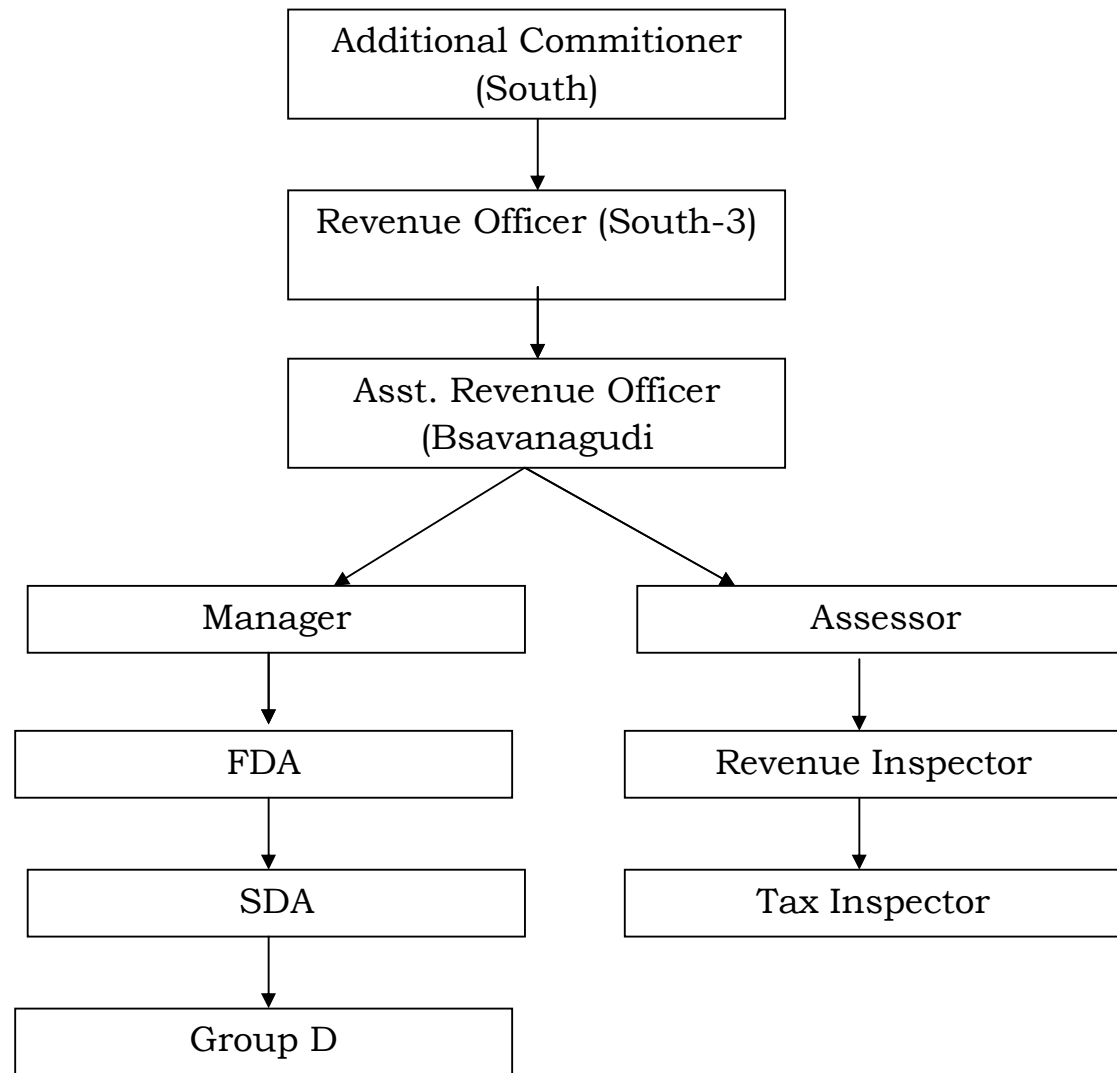 Additional Commitioner
(South)
Revenue Officer (South-3)
Asst. Revenue Officer
(Bsavanagudi
Manager
Assessor
FDA
Revenue Inspector
SDA
Tax Inspector
Group D